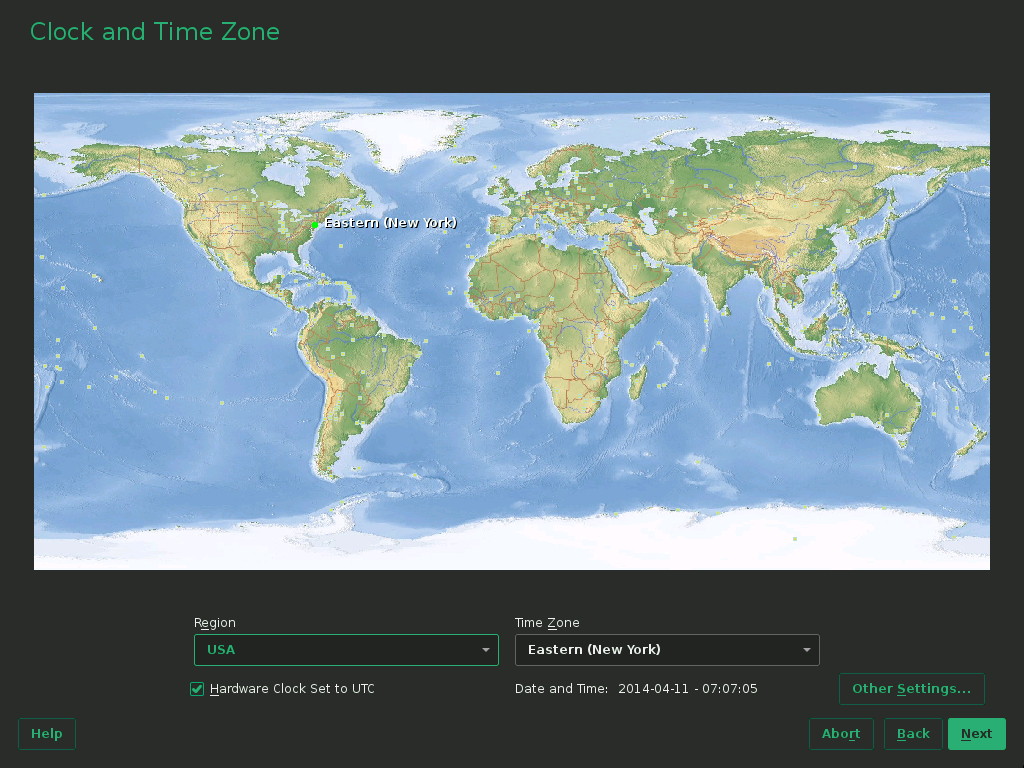 Clock and Time Zone
Eastern (New York)
Region
Time Zone
USA
Eastern (New York)
Hardware Clock Set to UTC
Date and Time: 2014-04-11 - 07:07:05
Other Settings...
Help
Abort
Back
Next